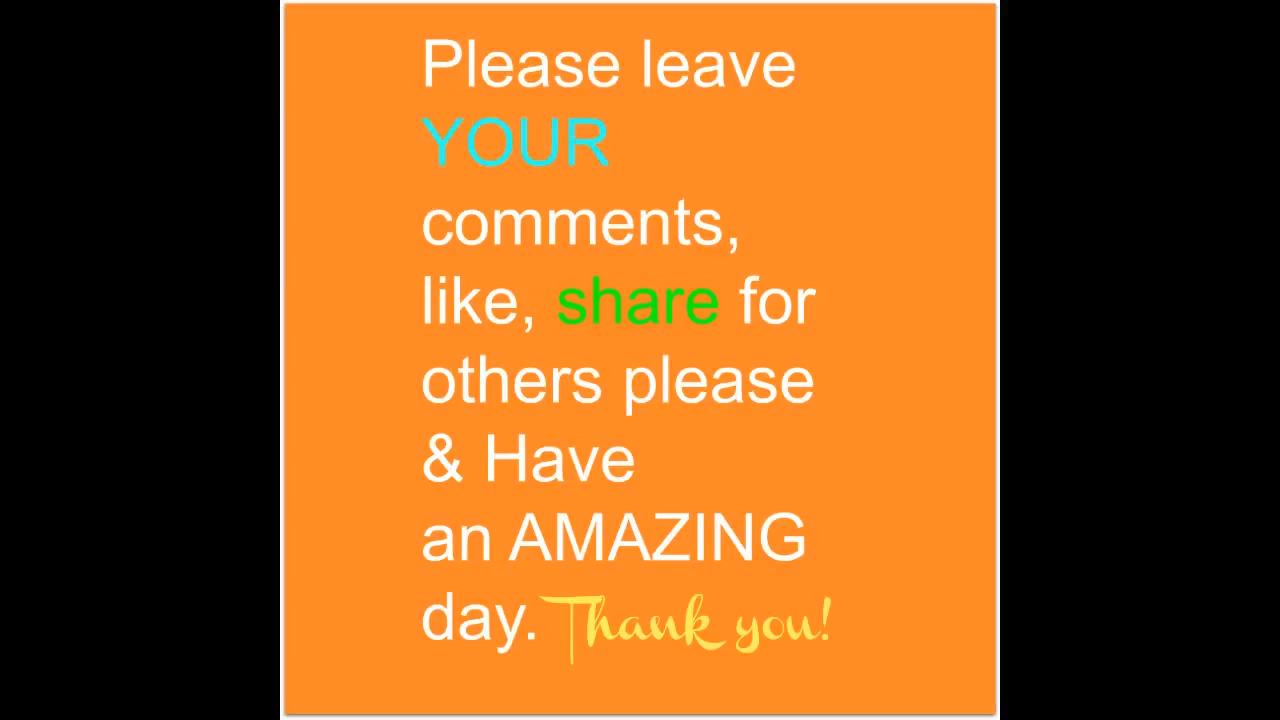 Please leave
YOUR
comments,
like, share for
others please
& Have
an AMAZING
day. Thank you!